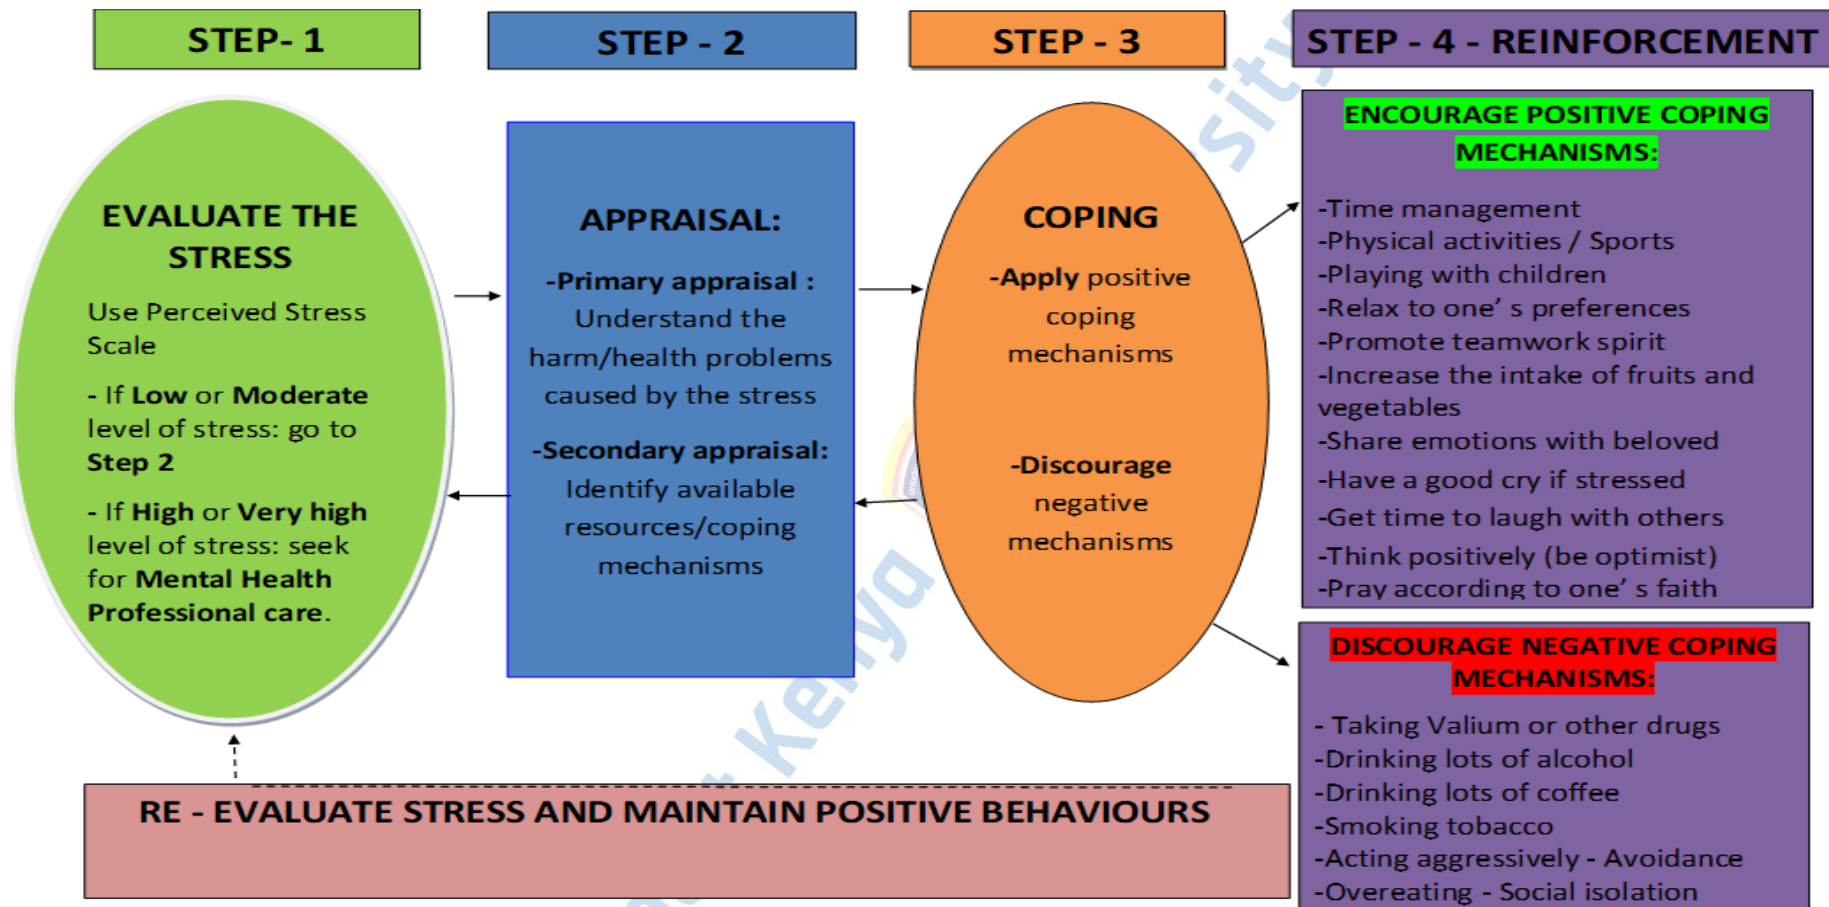 STEP- 1
EVALUATE THE
STRESS
Use Perceived Stress
Scale
- If Low or Moderate
level of stress: go to
Step 2
- If High or Very high
level of stress: seek
for Mental Health
Professional care.
STEP - 2
APPRAISAL:
-Primary appraisal :
Understand the
harm/health problems
caused by the stress
-Secondary appraisal:
Identify available
resources/coping
mechanisms
STEP - 3
COPING
-Apply positive
coping
mechanisms
-Discourage
negative
mechanisms
STEP - 4 - REINFORCEMENT
ENCOURAGE POSITIVE COPING
MECHANISMS:
-Time management
-Physical activities / Sports
-Playing with children
-Relax to one’ s preferences
-Promote teamwork spirit
-Increase the intake of fruits and
vegetables
-Share emotions with beloved
-Have a good cry if stressed
-Get time to laugh with others
-Think positively (be optimist)
-Pray according to one’ s faith
DISCOURAGE NEGATIVE COPING
MECHANISMS:
- Taking Valium or other drugs
-Drinking lots of alcohol
-Drinking lots of coffee
-Smoking tobacco
-Acting aggressively - Avoidance
-Overeating - Social isolation
RE - EVALUATE STRESS AND MAINTAIN POSITIVE BEHAVIOURS
Kenya